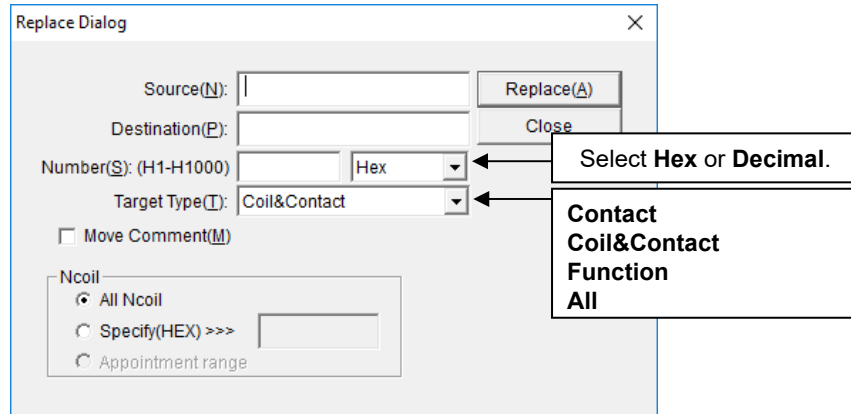 Replace Dialog
Source(N):
Replace(A)
Destination(P):
Close
Number(S): (H1-H1000)
Hex
Select Hex or Decimal.
Target Type(T):
Coil&Contact
Contact
Coil&Contact
Function
All
Move Comment(M)
Ncoil
All Ncoil
Specify(HEX) >>>
Appointment range